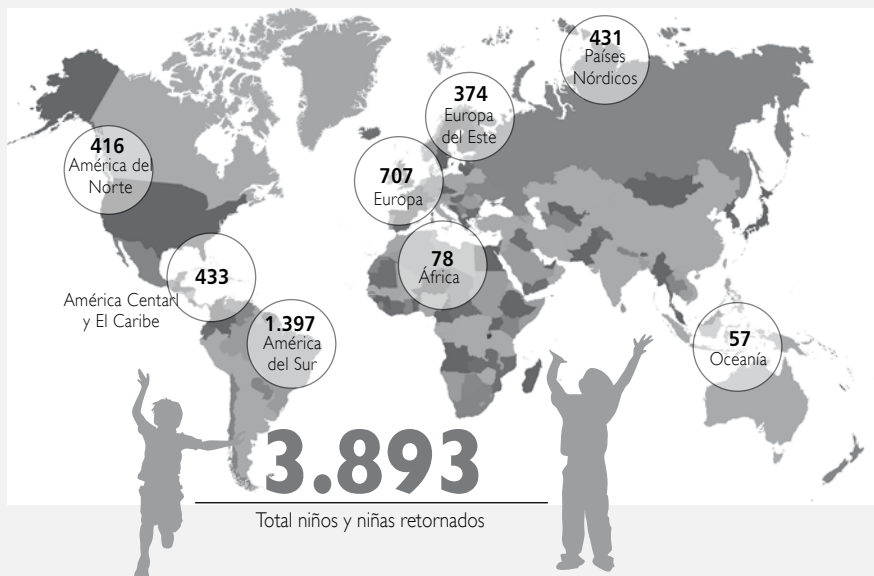 431
Países
Nórdicos
374
Europa
del Este
416
América del
Norte
707
Europa
78
África
433
América Centarl
y El Caribe
1.397
América
del Sur
57
Oceanía
3.893
Total niños y niñas retornados